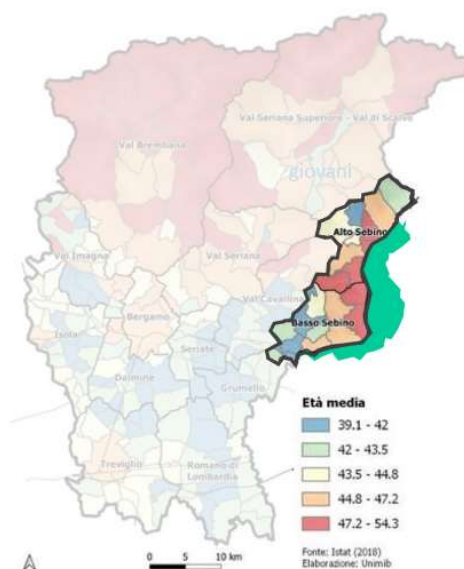 Val Seriana Superiore - Val di Scalve
Val Brembana
giovani
Alto Sebino
Val Imagna
Val Seriana
Val Cavallina
Bergamo
Basso Sebino
Isola
Seriate
Dalmine
Grumello
Treviglio
Romano di
Lombardia
Età media
39.1 - 42
42 - 43.5
43.5 - 44.8
44.8 - 47.2
47.2 - 54.3
0 5 10 km
Fonte: Istat (2018)
Elaborazione: Unimib